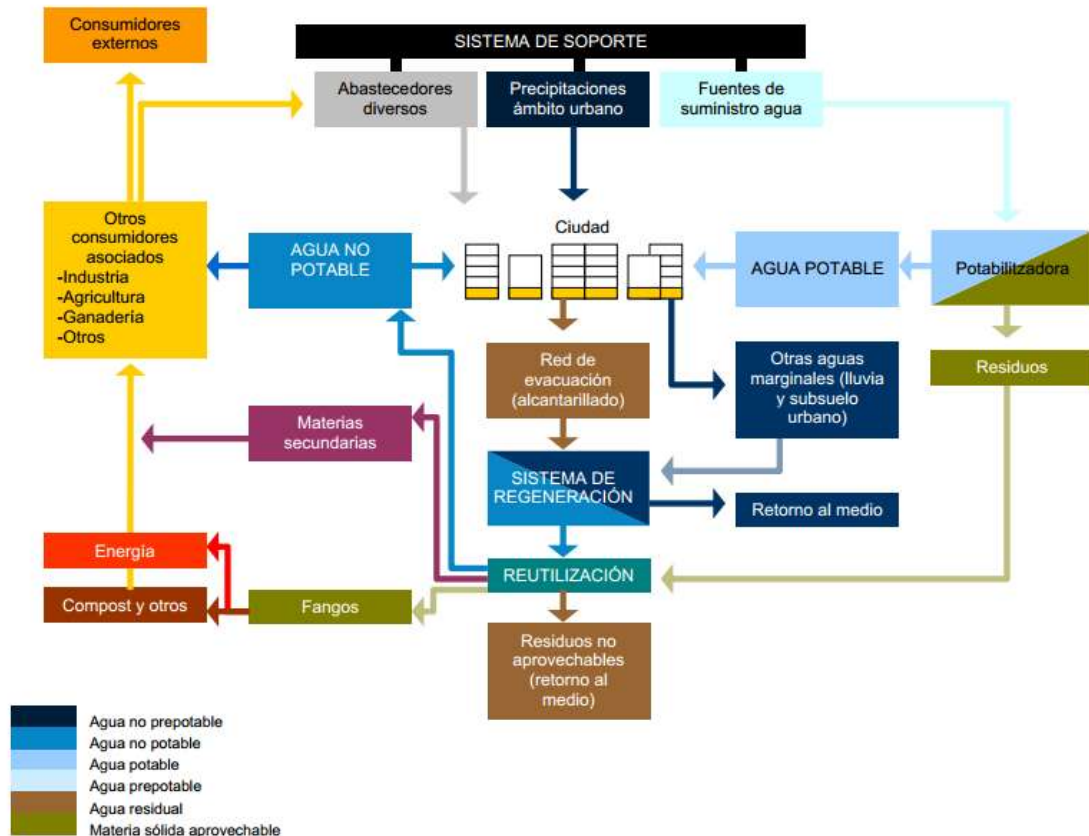 Consumidores
externos
SISTEMA DE SOPORTE
Abastecedores
diversos
Precipitaciones
ámbito urbano
Fuentes de
suministro agua
Otros
consumidores
asociados
-Industria
-Agricultura
-Ganadería
-Otros
AGUA NO
POTABLE
Ciudad
AGUA POTABLE
Potabilitzadora
Red de
evacuación
(alcantarillado)
Otras aguas
marginales (lluvia
y subsuelo
urbano)
Residuos
Materias
secundarias
SISTEMA DE
REGENERACIÓN
Retorno al medio
Energía
REUTILIZACIÓN
Compost y otros
Fangos
Residuos no
aprovechables
(retorno al
medio)
Agua no prepotable
Agua no potable
Agua potable
Agua prepotable
Agua residual
Materia sólida aprovechable